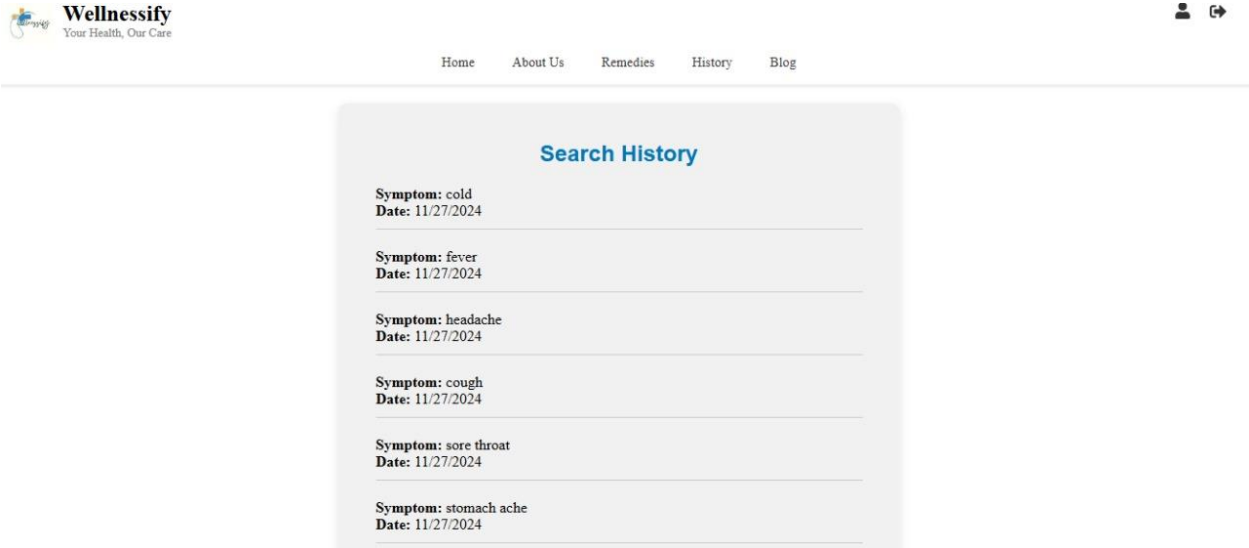 Wellnessify
Your Health, Our Care
Home About Us Remedies History Blog
Search History
Symptom: cold
Date: 11/27/2024
Symptom: fever
Date: 11/27/2024
Symptom: headache
Date: 11/27/2024
Symptom: cough
Date: 11/27/2024
Symptom: sore throat
Date: 11/27/2024
Symptom: stomach ache
Date: 11/27/2024